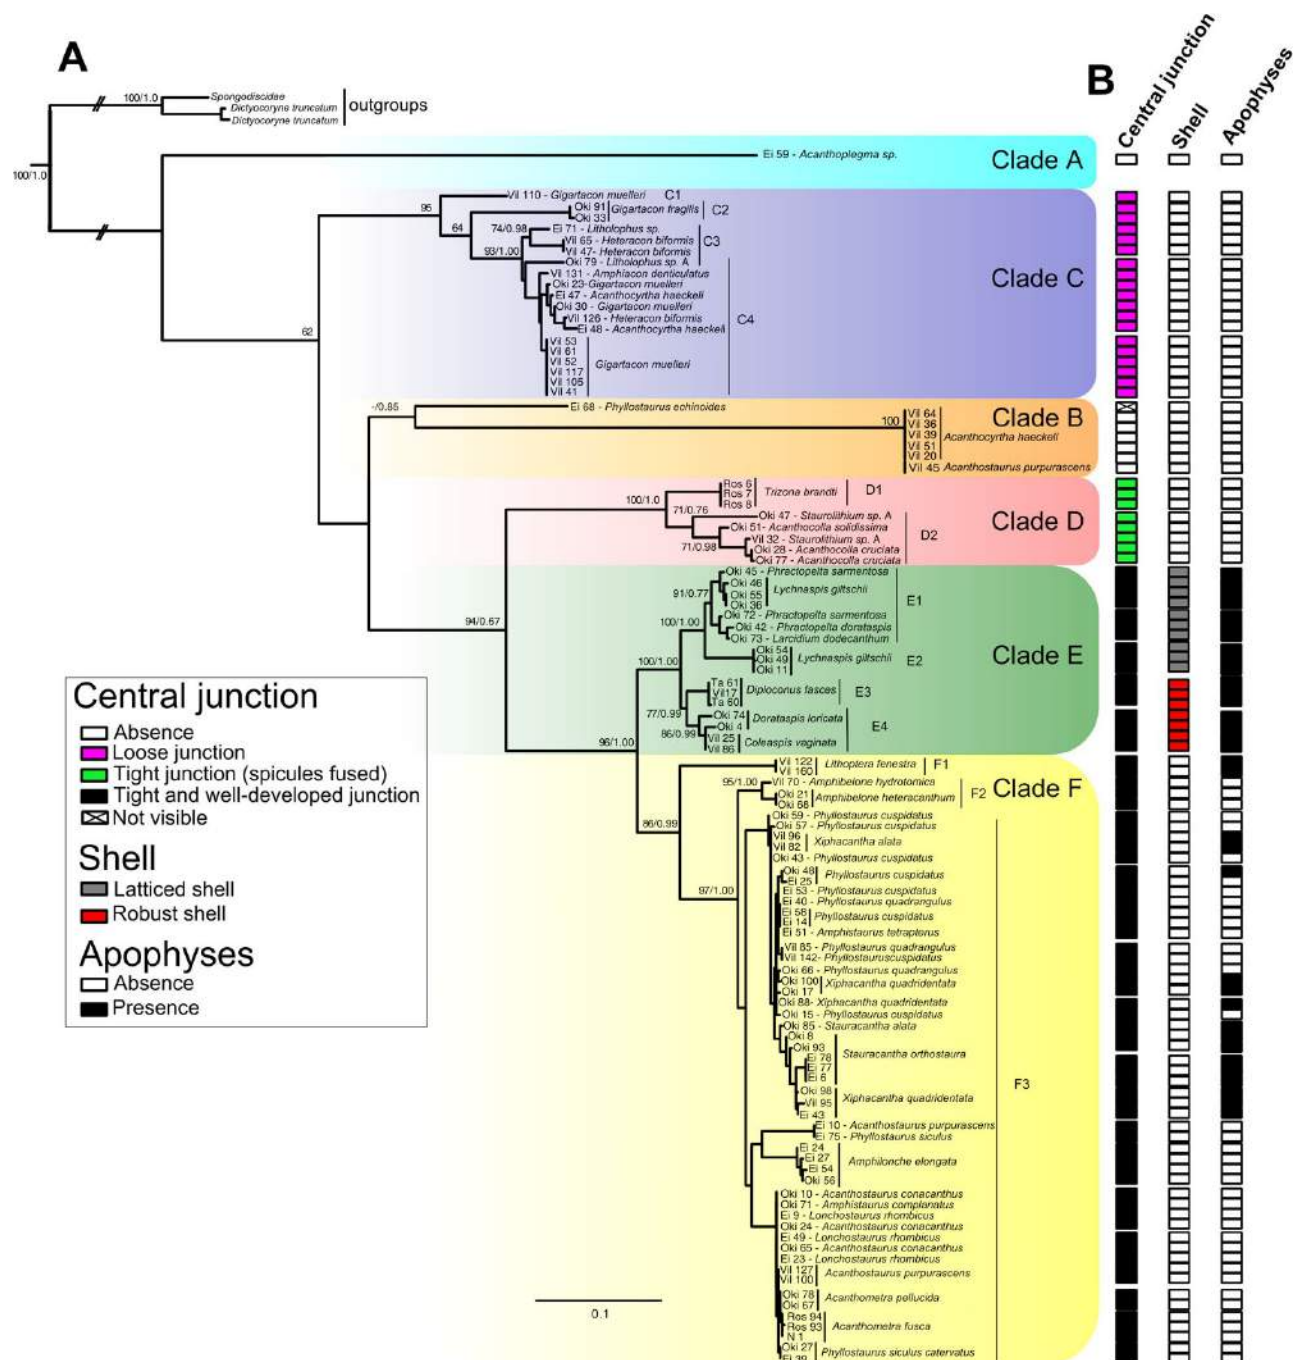 A
B
Central junction
Shell
Apophyses
100/1.0
Spongodiscidae
Dictyocoryne truncatum
Dictyocoryne truncatum
outgroups
100/1.0
Ei 59 - Acanthoplegma sp.
Clade A
Vil 110 - Gigartacon muelleri
C1
95
Oki 91
Oki 33
Gigartacon fragilis
C2
64
74/0.98
Ei 71 - Litholophus sp.
Vil 65 - Heteracon biformis
Vil 47- Heteracon biformis
C3
93/1.00
Oki 79 - Litholophus sp. A
Vil 131 - Amphiacon denticulatus
Oki 23-Gigartacon muelleri
Ei 47 - Acanthocyrtha haeckeli
Oki 30 - Gigartacon muelleri
Vil 126 - Heteracon biformis
Ei 48 - Acanthocyrtha haeckeli
C4
Clade C
62
Vil 53
Vil 61
Vil 52
Vil 117
Vil 105
Vil 41
Gigartacon muelleri
-/0.85
Ei 68 - Phyllostaurus echinoides
Clade B
100
Vil 64
Vil 36
Vil 39
Vil 51
Vil 20
Acanthocyrtha haeckeli
Vil 45 Acanthostaurus purpurascens
100/1.0
Ros 6
Ros 7
Ros 8
Trizona brandti
D1
71/0.76
Oki 47 - Staurolithium sp. A
Oki 51- Acanthocolla solidissima
Vil 32 - Staurolithium sp. A
71/0.98
Oki 28 - Acanthocolla cruciata
Oki 77 - Acanthocolla cruciata
D2
Clade D
Oki 45 - Phractopelta sarmentosa
91/0.77
Oki 46
Oki 55
Oki 36
Lychnaspis giltschii
E1
Oki 72 - Phractopelta sarmentosa
Oki 42 - Phractopelta dorataspis
Oki 73 - Larcidium dodecanthum
94/0.67
100/1.00
Oki 54
Oki 49
Oki 11
Lychnaspis giltschii
E2
Clade E
100/1.00
Ta 61
Vil17
Ta 60
Diploconus fasces
E3
77/0.99
Oki 74
Oki 4
Dorataspis loricata
E4
86/0.99
Vil 25
Vil 86
Coleaspis vaginata
96/1.00
Vil 122
Vil 160
Lithoptera fenestra
F1
95/1.00
Vil 70 - Amphibelone hydrotomica
Oki 21
Oki 68
Amphibelone heteracanthum
F2
Clade F
86/0.99
Oki 59 - Phyllostaurus cuspidatus
Oki 57 - Phyllostaurus cuspidatus
Vil 96
Vil 82
Xiphacantha alata
Oki 43 - Phyllostaurus cuspidatus
97/1.00
Oki 48
Ei 25
Phyllostaurus cuspidatus
Ei 53 - Phyllostaurus cuspidatus
Ei 40 - Phyllostaurus quadrangulus
Ei 58
Ei 14
Phyllostaurus cuspidatus
Ei 51 - Amphistaurus tetrapterus
Vil 85 - Phyllostaurus quadrangulus
Vil 142- Phyllostauruscuspidatus
Oki 66 - Phyllostaurus quadrangulus
Oki 100
Oki 17
Xiphacantha quadridentata
Oki 88- Xiphacantha quadridentata
Oki 15 - Phyllostaurus cuspidatus
Oki 85 - Stauracantha alata
Oki 8
Oki 93
Ei 78
Ei 77
Ei 6
Stauracantha orthostaura
Oki 98
Vil 95
Ei 43
Xiphacantha quadridentata
F3
Ei 10 - Acanthostaurus purpurascens
Ei 75 - Phyllostaurus siculus
Ei 24
Ei 27
Ei 54
Oki 56
Amphilonche elongata
Oki 10 - Acanthostaurus conacanthus
Oki 71 - Amphistaurus complanatus
Ei 9 - Lonchostaurus rhombicus
Oki 24 - Acanthostaurus conacanthus
Ei 49 - Lonchostaurus rhombicus
Oki 65 - Acanthostaurus conacanthus
Ei 23 - Lonchostaurus rhombicus
Vil 127
Vil 100
Acanthostaurus purpurascens
Oki 78
Oki 67
Acanthometra pellucida
Ros 94
Ros 93
N 1
Acanthometra fusca
Oki 27
Ei 39
Phyllostaurus siculus catervatus
0.1
Central junction
Absence
Loose junction
Tight junction (spicules fused)
Tight and well-developed junction
Not visible
Shell
Latticed shell
Robust shell
Apophyses
Absence
Presence